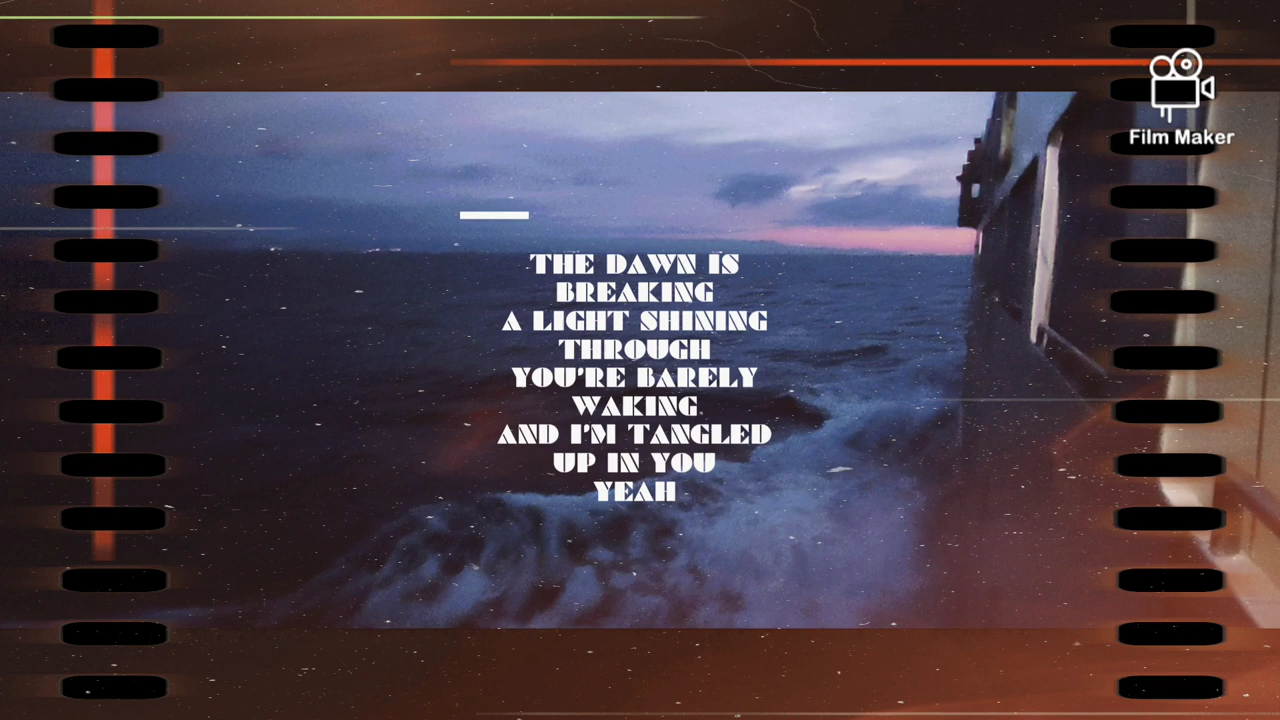 Film Maker
THE DAWN IS
BREAKING
A LIGHT SHINING
THROUGH
YOU'RE BARELY
WAKING
AND I'M TANGLED
UP IN YOU
YEAH